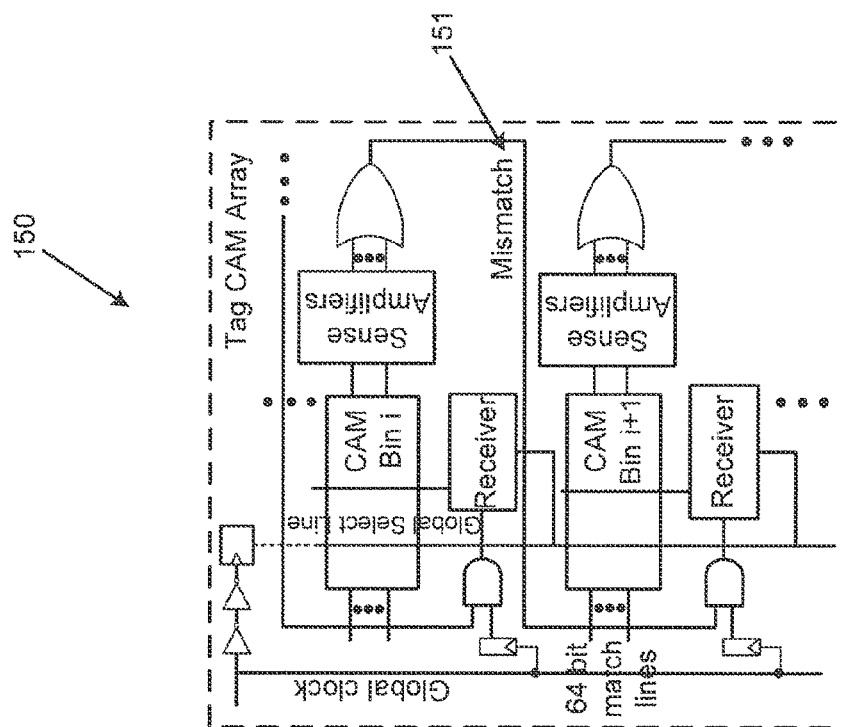 150
151
Tag CAM Array
Mismatch
Sense
Amplifiers
Sense
Amplifiers
CAM
Bin i
Receiver
CAM
Bin i+1
Receiver
Global Select Line
Global clock
64 bit
match
lines